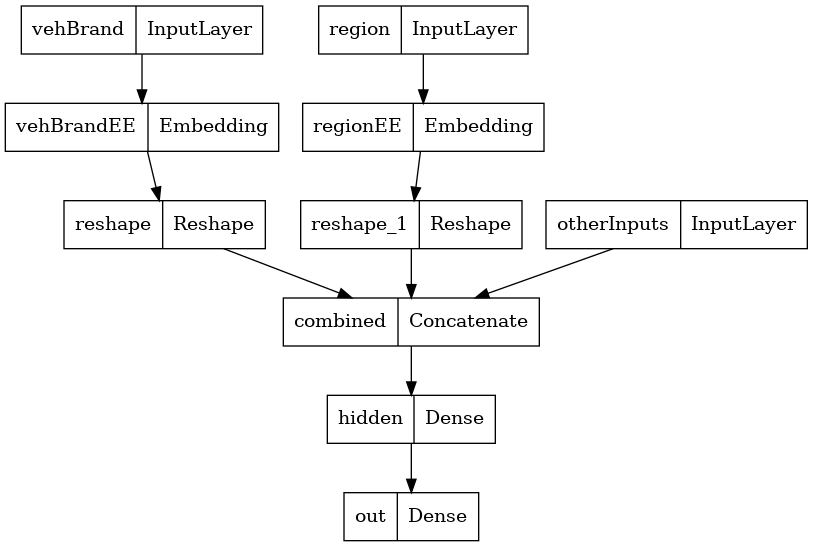 vehBrand InputLayer
region InputLayer
vehBrandEE Embedding
regionEE Embedding
reshape Reshape
reshape_1 Reshape
otherInputs InputLayer
combined Concatenate
hidden Dense
out Dense